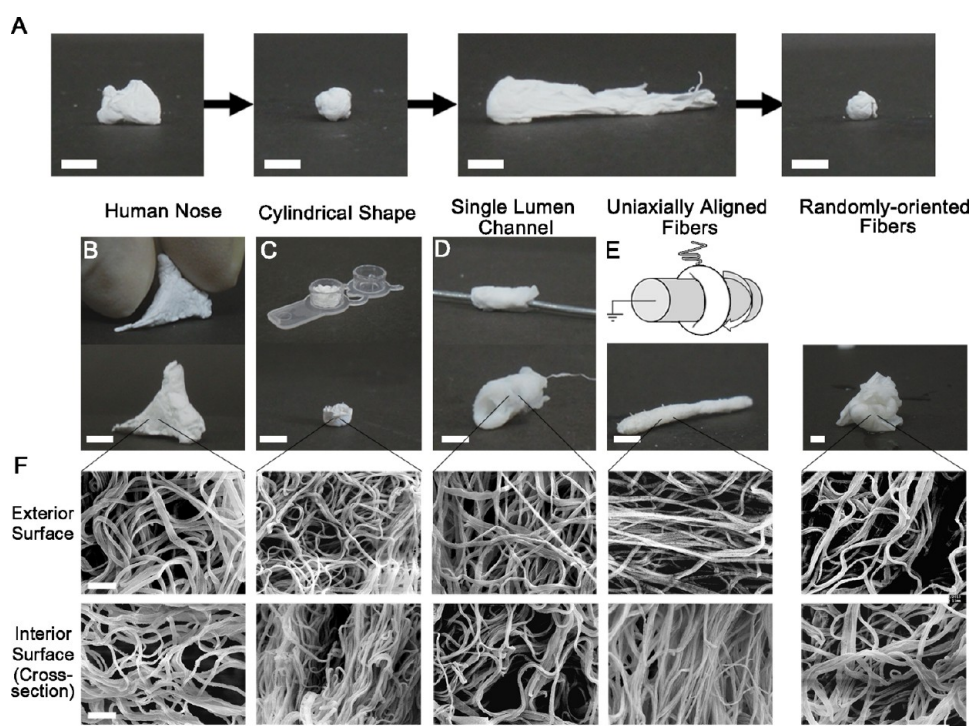 A
Human Nose
Cylindrical Shape
Single Lumen
Channel
Uniaxially Aligned
Fibers
Randomly-oriented
Fibers
B
C
D
E
F
Exterior
Surface
Interior
Surface
(Cross-
section)